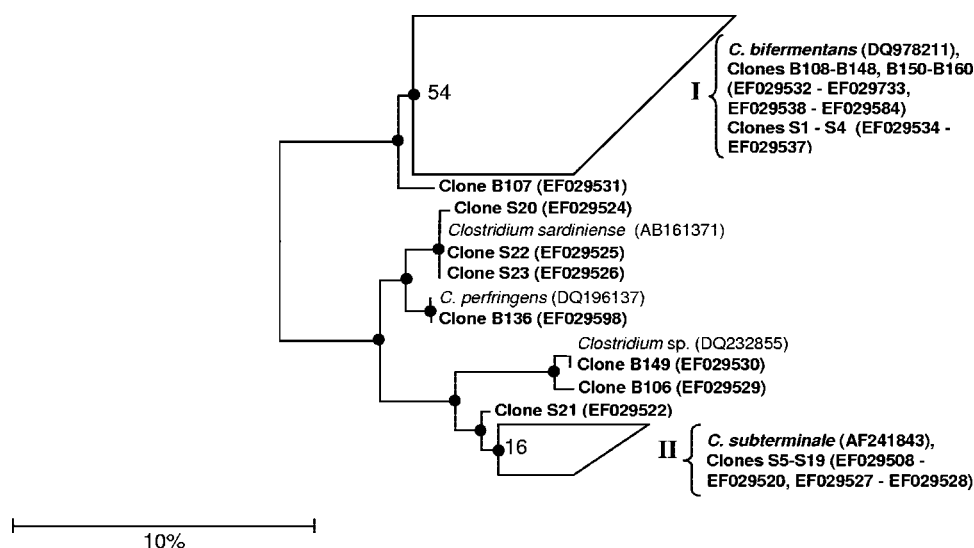 54
I
C. bifermentans (DQ978211),
Clones B108-B148, B150-B160
(EF029532 - EF029733,
EF029538 - EF029584)
Clones S1 - S4 (EF029534 -
EF029537)
Clone B107 (EF029531)
Clone S20 (EF029524)
Clostridium sardiniense (AB161371)
Clone S22 (EF029525)
Clone S23 (EF029526)
C. perfringens (DQ196137)
Clone B136 (EF029598)
Clostridium sp. (DQ232855)
Clone B149 (EF029530)
Clone B106 (EF029529)
Clone S21 (EF029522)
16
II
C. subterminale (AF241843),
Clones S5-S19 (EF029508 -
EF029520, EF029527 - EF029528)
10%